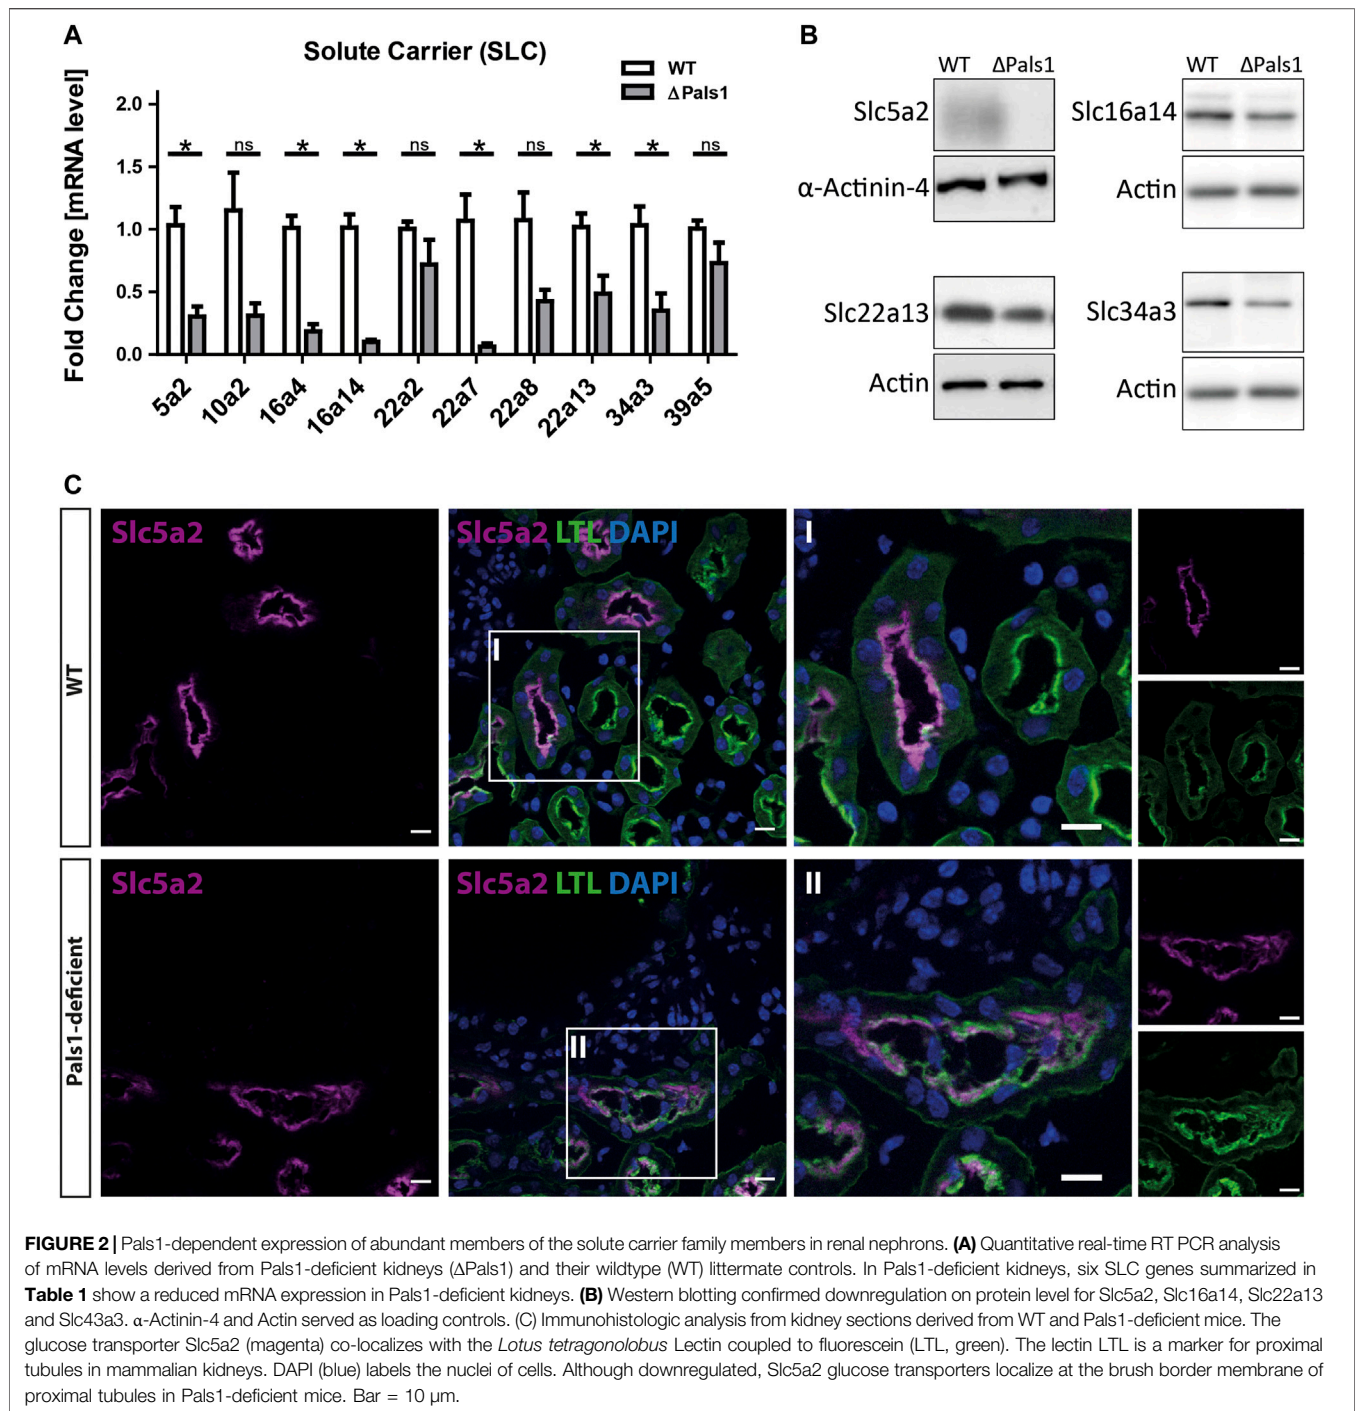 A
Solute Carrier (SLC)
WT
ΔPals1
Fold Change [mRNA level]
2.0
1.5
1.0
0.5
0.0
* ns * * ns * ns * * ns
5a2 10a2 16a4 16a14 22a2 22a7 22a8 22a13 34a3 39a5
B
WT ΔPals1
Slc5a2
α-Actinin-4
Slc22a13
Actin
WT ΔPals1
Slc16a14
Actin
Slc34a3
Actin
C
WT
Slc5a2
Slc5a2 LTL DAPI
I
I
Pals1-deficient
Slc5a2
Slc5a2 LTL DAPI
II
II
FIGURE 2 | Pals1-dependent expression of abundant members of the solute carrier family members in renal nephrons. (A) Quantitative real-time RT PCR analysis
of mRNA levels derived from Pals1-deficient kidneys (ΔPals1) and their wildtype (WT) littermate controls. In Pals1-deficient kidneys, six SLC genes summarized in
Table 1 show a reduced mRNA expression in Pals1-deficient kidneys. (B) Western blotting confirmed downregulation on protein level for Slc5a2, Slc16a14, Slc22a13
and Slc43a3. α-Actinin-4 and Actin served as loading controls. (C) Immunohistologic analysis from kidney sections derived from WT and Pals1-deficient mice. The
glucose transporter Slc5a2 (magenta) co-localizes with the Lotus tetragonolobus Lectin coupled to fluorescein (LTL, green). The lectin LTL is a marker for proximal
tubules in mammalian kidneys. DAPI (blue) labels the nuclei of cells. Although downregulated, Slc5a2 glucose transporters localize at the brush border membrane of
proximal tubules in Pals1-deficient mice. Bar = 10 µm.